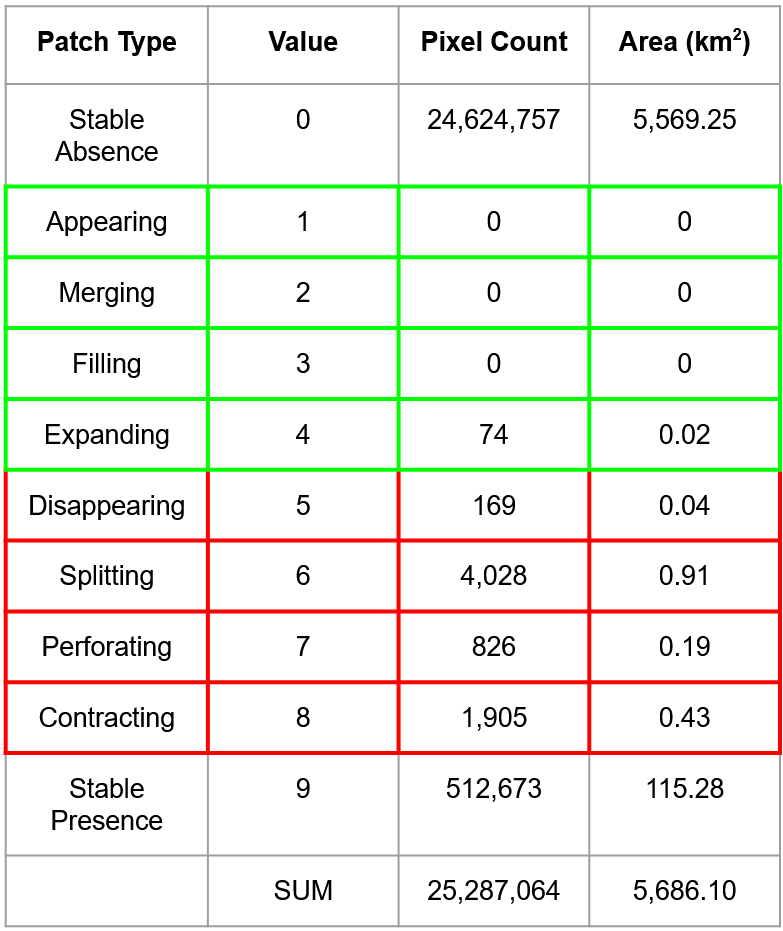 Patch Type Value Pixel Count Area (km²)
Stable Absence 0 24,624,757 5,569.25
Appearing 1 0 0
Merging 2 0 0
Filling 3 0 0
Expanding 4 74 0.02
Disappearing 5 169 0.04
Splitting 6 4,028 0.91
Perforating 7 826 0.19
Contracting 8 1,905 0.43
Stable Presence 9 512,673 115.28
SUM 25,287,064 5,686.10